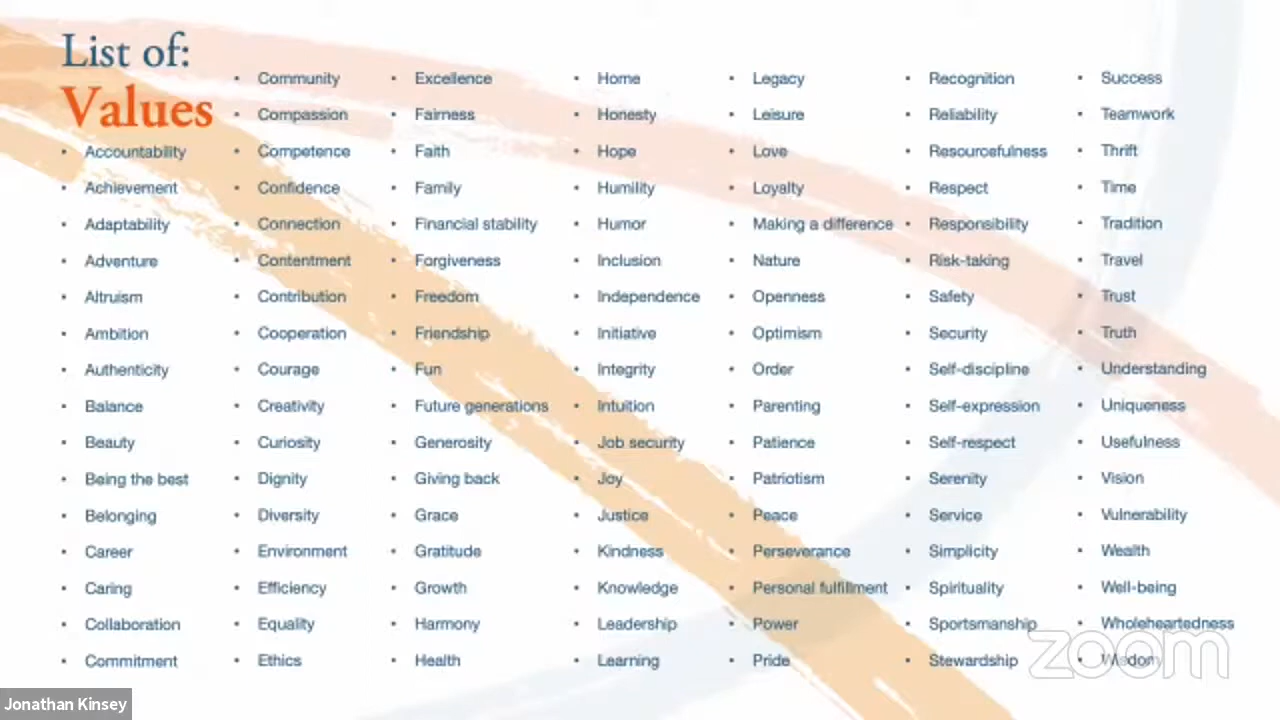 List of:
Values
Accountability
Achievement
Adaptability
Adventure
Altruism
Ambition
Authenticity
Balance
Beauty
Being the best
Belonging
Career
Caring
Collaboration
Commitment
Community
Compassion
Competence
Confidence
Connection
Contentment
Contribution
Cooperation
Courage
Creativity
Curiosity
Dignity
Diversity
Environment
Efficiency
Equality
Ethics
Excellence
Fairness
Faith
Family
Financial stability
Forgiveness
Freedom
Friendship
Fun
Future generations
Generosity
Giving back
Grace
Gratitude
Growth
Harmony
Health
Home
Honesty
Hope
Humility
Humor
Inclusion
Independence
Initiative
Integrity
Intuition
Job security
Joy
Justice
Kindness
Knowledge
Leadership
Learning
Legacy
Leisure
Love
Loyalty
Making a difference
Nature
Openness
Optimism
Order
Parenting
Patience
Patriotism
Peace
Perseverance
Personal fulfillment
Power
Pride
Recognition
Reliability
Resourcefulness
Respect
Responsibility
Risk-taking
Safety
Security
Self-discipline
Self-expression
Self-respect
Serenity
Service
Simplicity
Spirituality
Sportsmanship
Stewardship
Success
Teamwork
Thrift
Time
Tradition
Travel
Trust
Truth
Understanding
Uniqueness
Usefulness
Vision
Vulnerability
Wealth
Well-being
Wholeheartedness
Wisdom
zoom
Jonathan Kinsey